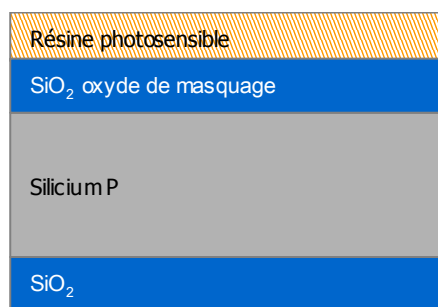 Résine photosensible
SiO₂ oxyde de masquage
Silicium P
SiO₂